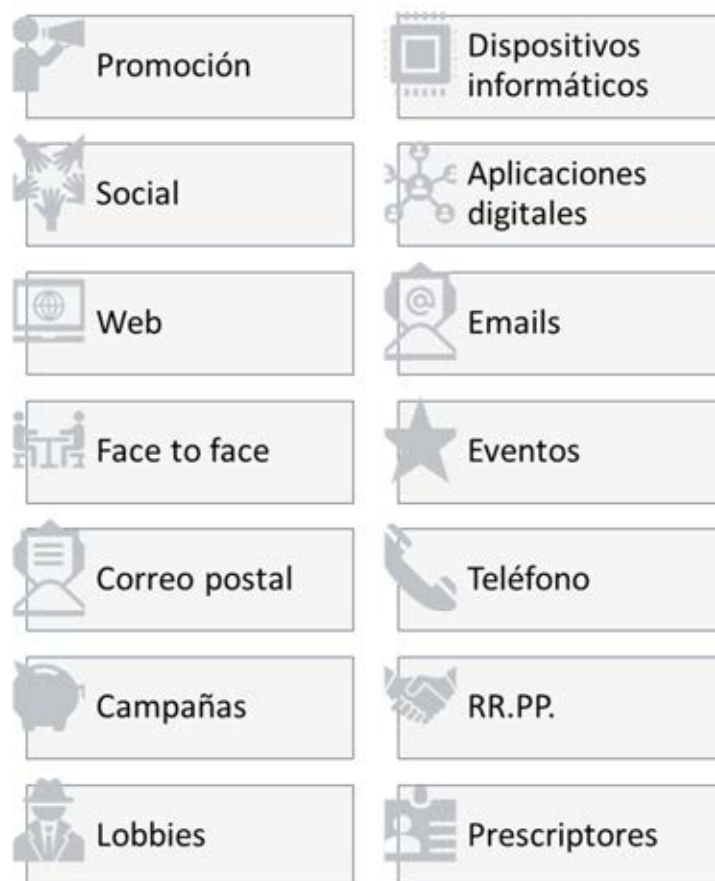 Promoción
Dispositivos
informáticos
Social
Aplicaciones
digitales
Web
Emails
Face to face
Eventos
Correo postal
Teléfono
Campañas
RR.PP.
Lobbies
Prescriptores